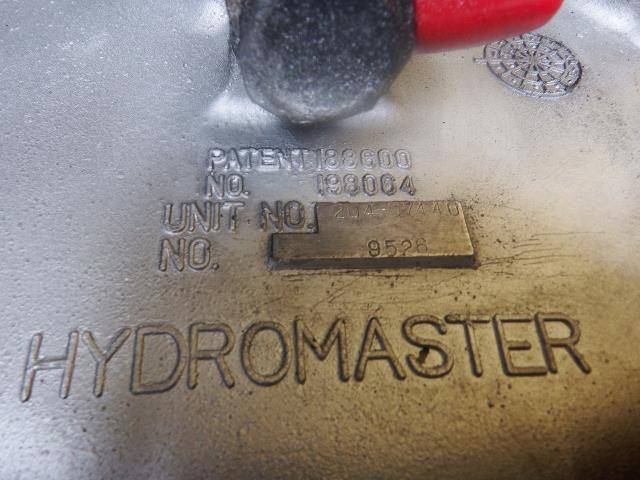 PATENT 188600
NO. 198064
UNIT NO.
NO. 9526
HYDROMASTER